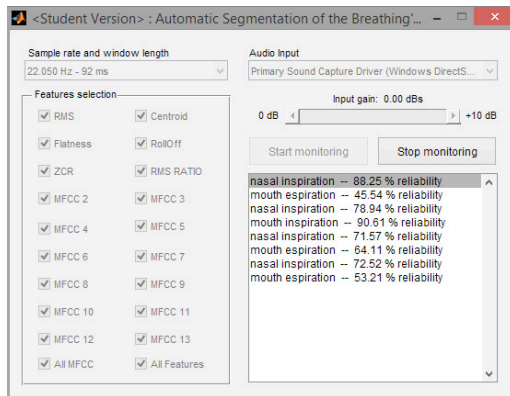 <Student Version> : Automatic Segmentation of the Breathing'...
Sample rate and window length
22.050 Hz - 92 ms
Features selection
RMS
Centroid
Flatness
RollOff
ZCR
RMS RATIO
MFCC 2
MFCC 3
MFCC 4
MFCC 5
MFCC 6
MFCC 7
MFCC 8
MFCC 9
MFCC 10
MFCC 11
MFCC 12
MFCC 13
All MFCC
All Features
Audio Input
Primary Sound Capture Driver (Windows DirectS...
Input gain: 0.00 dBs
0 dB
+10 dB
Start monitoring
Stop monitoring
nasal inspiration -- 88.25 % reliability
mouth espiration -- 45.54 % reliability
nasal inspiration -- 78.94 % reliability
mouth inspiration -- 90.61 % reliability
nasal inspiration -- 71.57 % reliability
mouth espiration -- 64.11 % reliability
nasal inspiration -- 72.52 % reliability
mouth espiration -- 53.21 % reliability